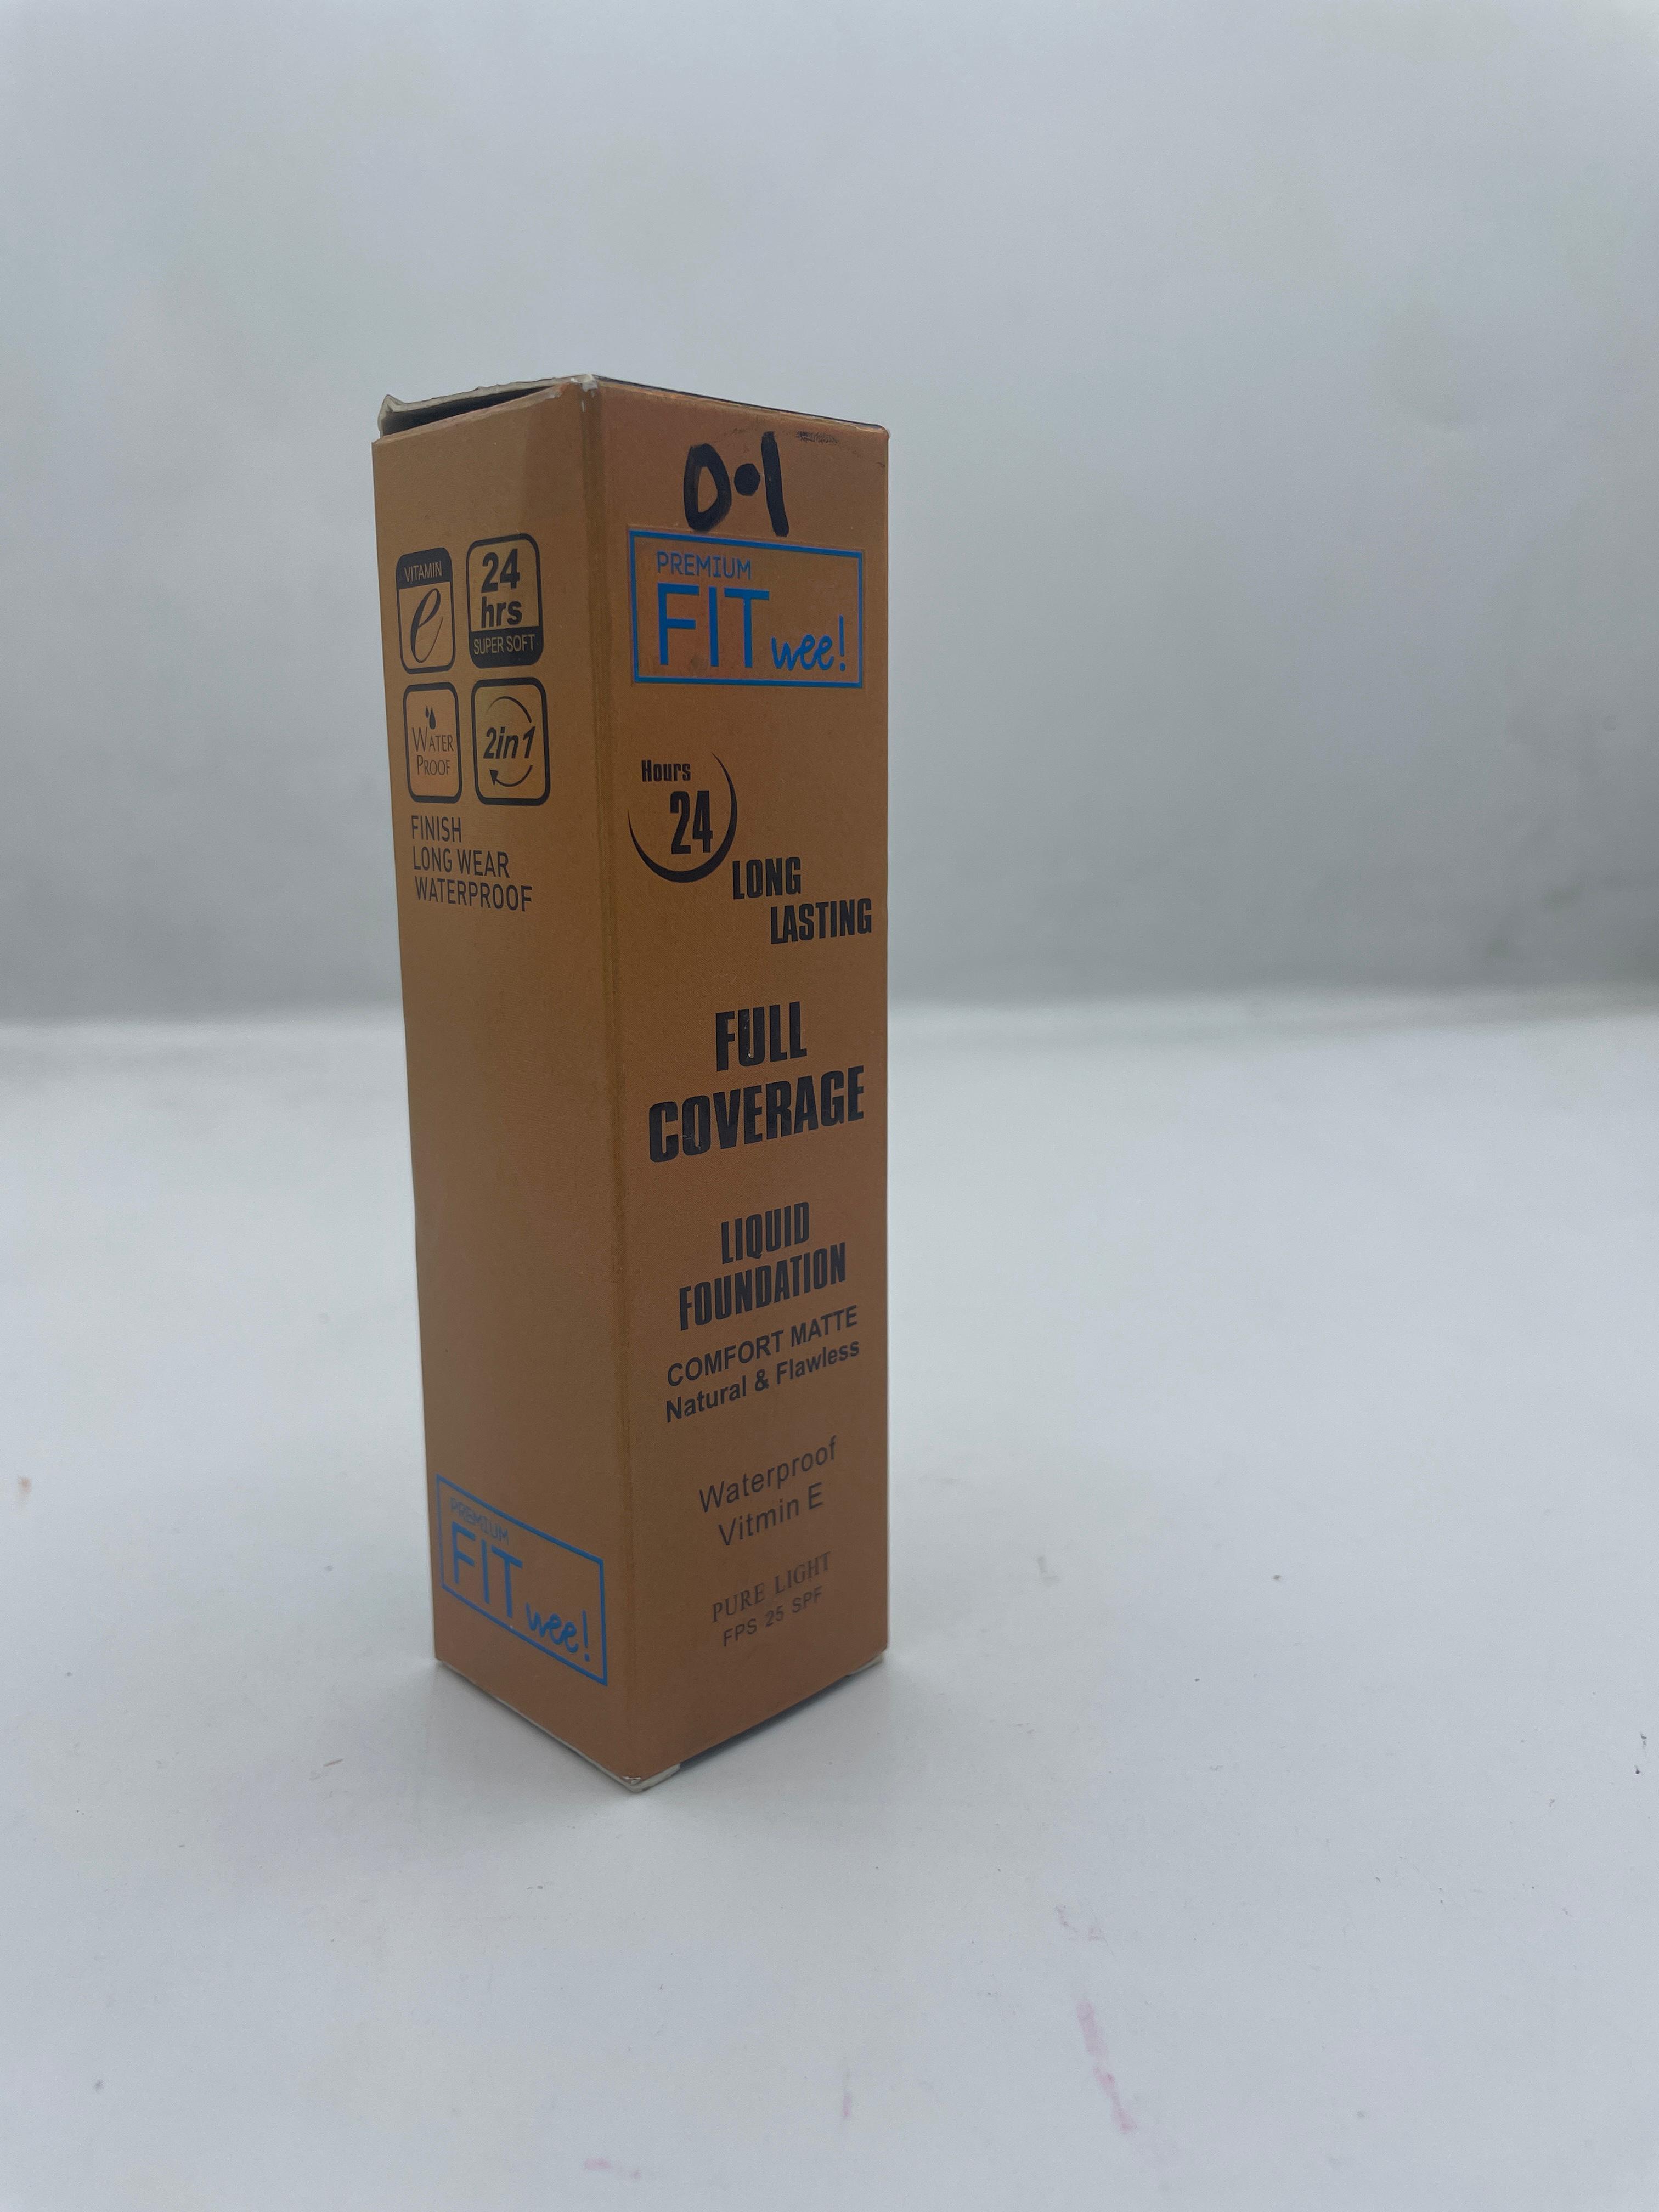 VITAMIN
e
24
hrs
SUPER SOFT
WATER
PROOF
2in1
FINISH
LONG WEAR
WATERPROOF
PREMIUM
FIT wee!
0.1
PREMIUM
FIT wee!
Hours
24
LONG
LASTING
FULL
COVERAGE
LIQUID
FOUNDATION
COMFORT MATTE
Natural & Flawless
Waterproof
Vitmin E
PURE LIGHT
FPS 25 SPF